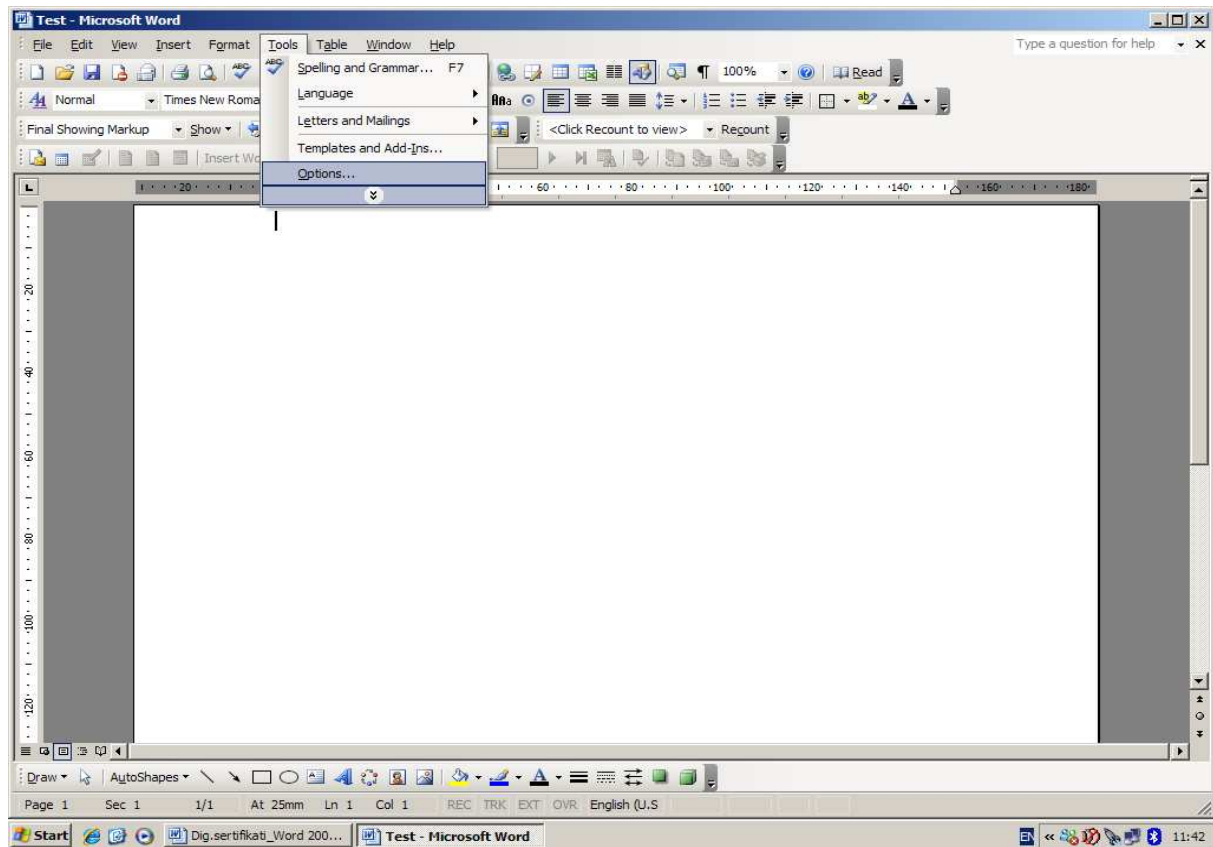 Test - Microsoft Word
File Edit View Insert Format Tools Table Window Help Type a question for help
Spelling and Grammar... F7
Language
Letters and Mailings
Templates and Add-Ins...
Options...
100% Read
Normal Times New Roma
Final Showing Markup Show <Click Recount to view> Recount
Insert Wo
20 60 80 100 120 140 160 180
20
40
60
80
100
120
Draw AutoShapes
Page 1 Sec 1 1/1 At 25mm Ln 1 Col 1 REC TRK EXT OVR English (U.S
Start Dig.sertifikati_Word 200... Test - Microsoft Word EN « 11:42